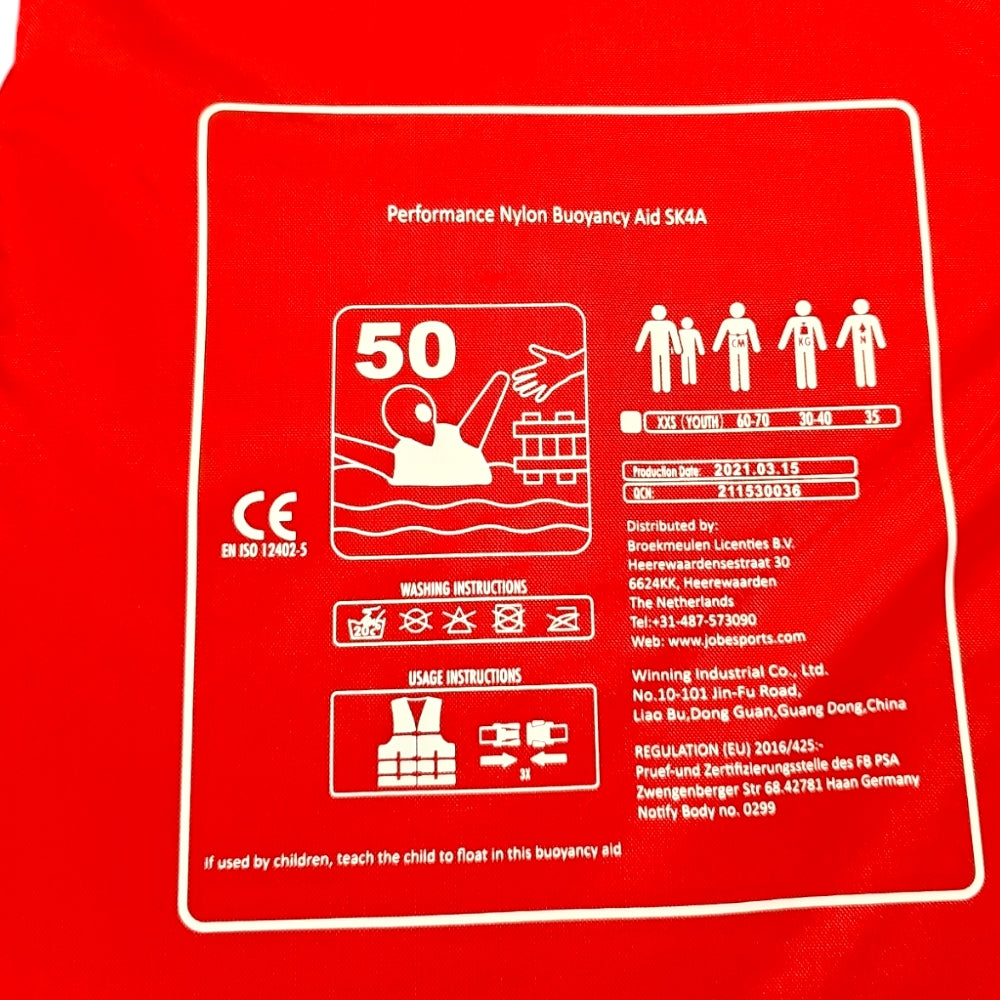 Performance Nylon Buoyancy Aid SK4A
50
CM
KG
N
XXS (YOUTH) 60-70 30-40 35
Production Date: 2021.03.15
QCN: 211530036
CE
EN ISO 12402-5
Distributed by:
Broekmeulen Licenties B.V.
Heerewaardensestraat 30
6624KK, Heerewaarden
The Netherlands
Tel:+31-487-573090
Web: www.jobesports.com
WASHING INSTRUCTIONS
20c
USAGE INSTRUCTIONS
3X
Winning Industrial Co., Ltd.
No.10-101 Jin-Fu Road,
Liao Bu,Dong Guan,Guang Dong,China
REGULATION (EU) 2016/425:-
Pruef-und Zertifizierungsstelle des FB PSA
Zwengenberger Str 68.42781 Haan Germany
Notify Body no. 0299
if used by children, teach the child to float in this buoyancy aid